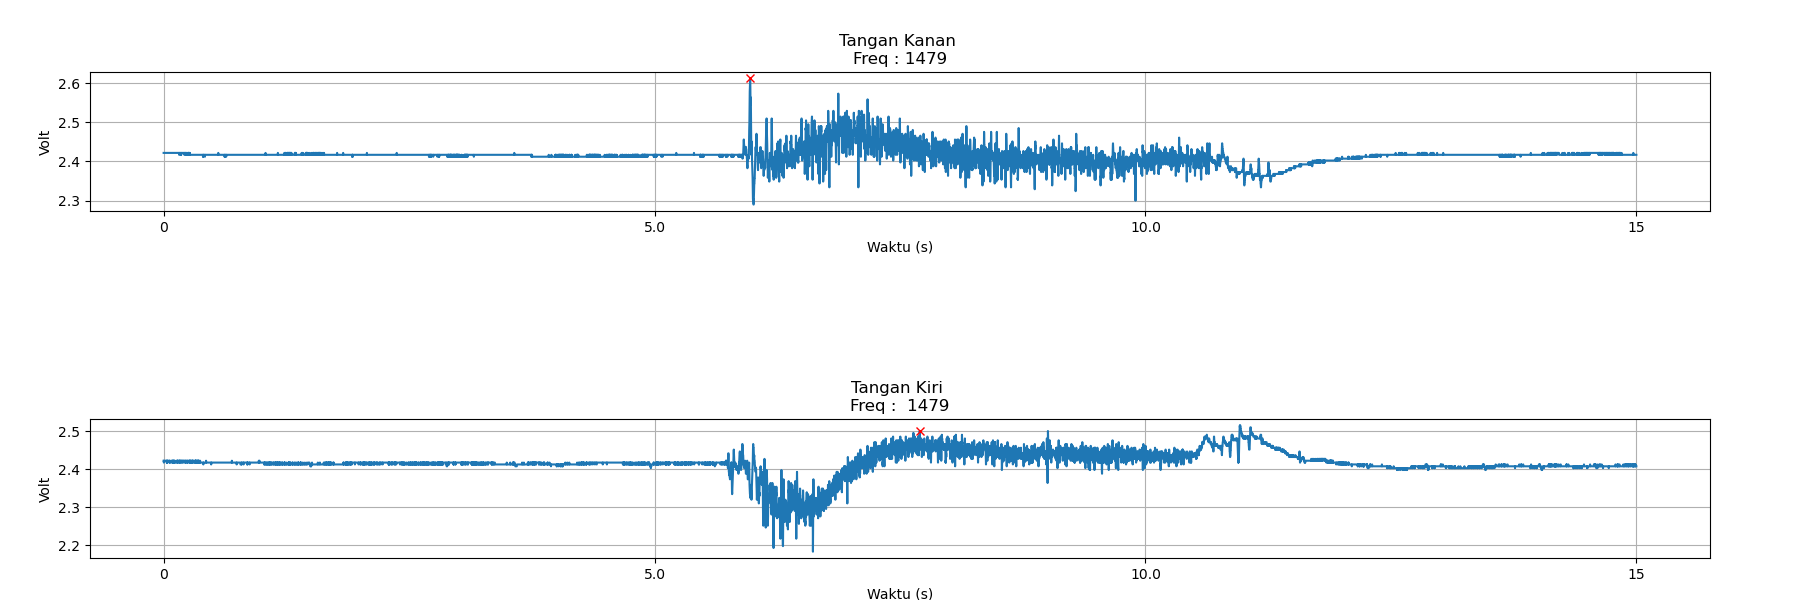 Tangan Kanan
Freq : 1479
2.6
2.5
2.4
2.3
Volt
0 5.0 10.0 15
Waktu (s)
Tangan Kiri
Freq :  1479
2.5
2.4
2.3
2.2
Volt
0 5.0 10.0 15
Waktu (s)